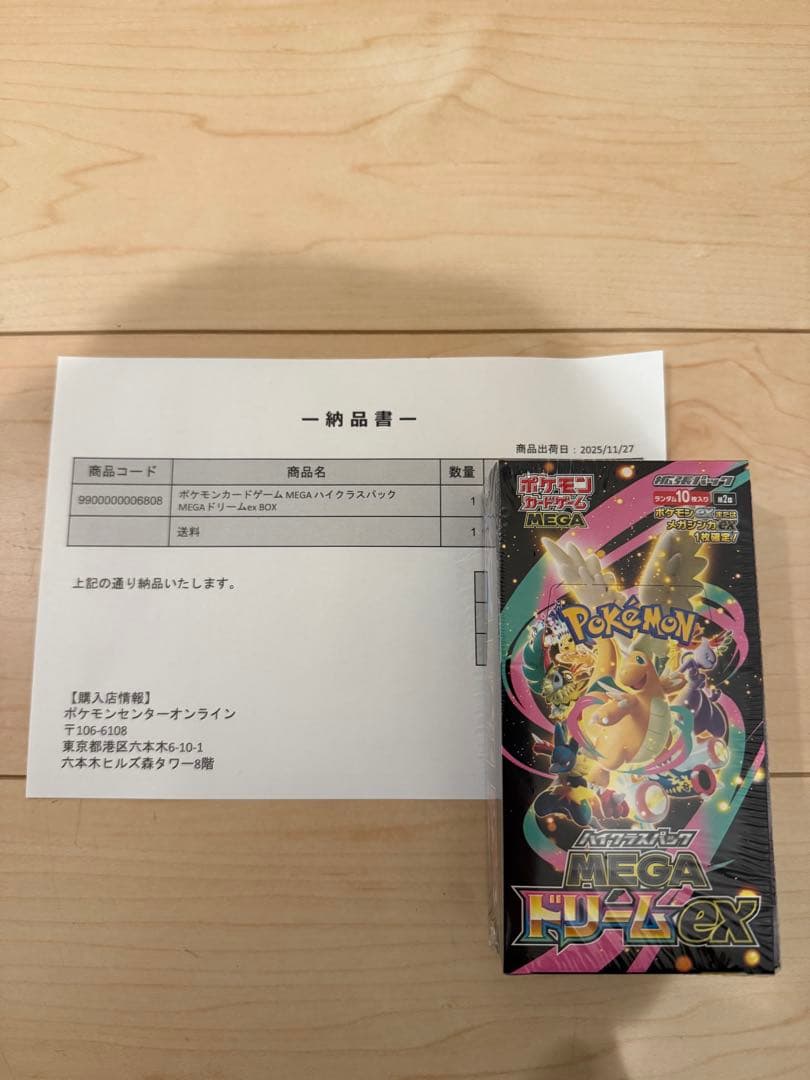 ー納品書ー
商品出荷日：2025/11/27
商品コード 商品名 数量
9900000006808 ポケモンカードゲーム MEGA ハイクラスパック
MEGAドリームex BOX 1
送料 1
上記の通り納品いたします。
【購入店情報】
ポケモンセンターオンライン
〒106-6108
東京都港区六本木6-10-1
六本木ヒルズ森タワー8階
ポケモン
カードゲーム
MEGA
ハイクラスパック
ランダム10枚入り
ポケモンexまたは
メガシンカex
1枚確定!
POKéMON
ハイクラスパック
MEGA
ドリームex